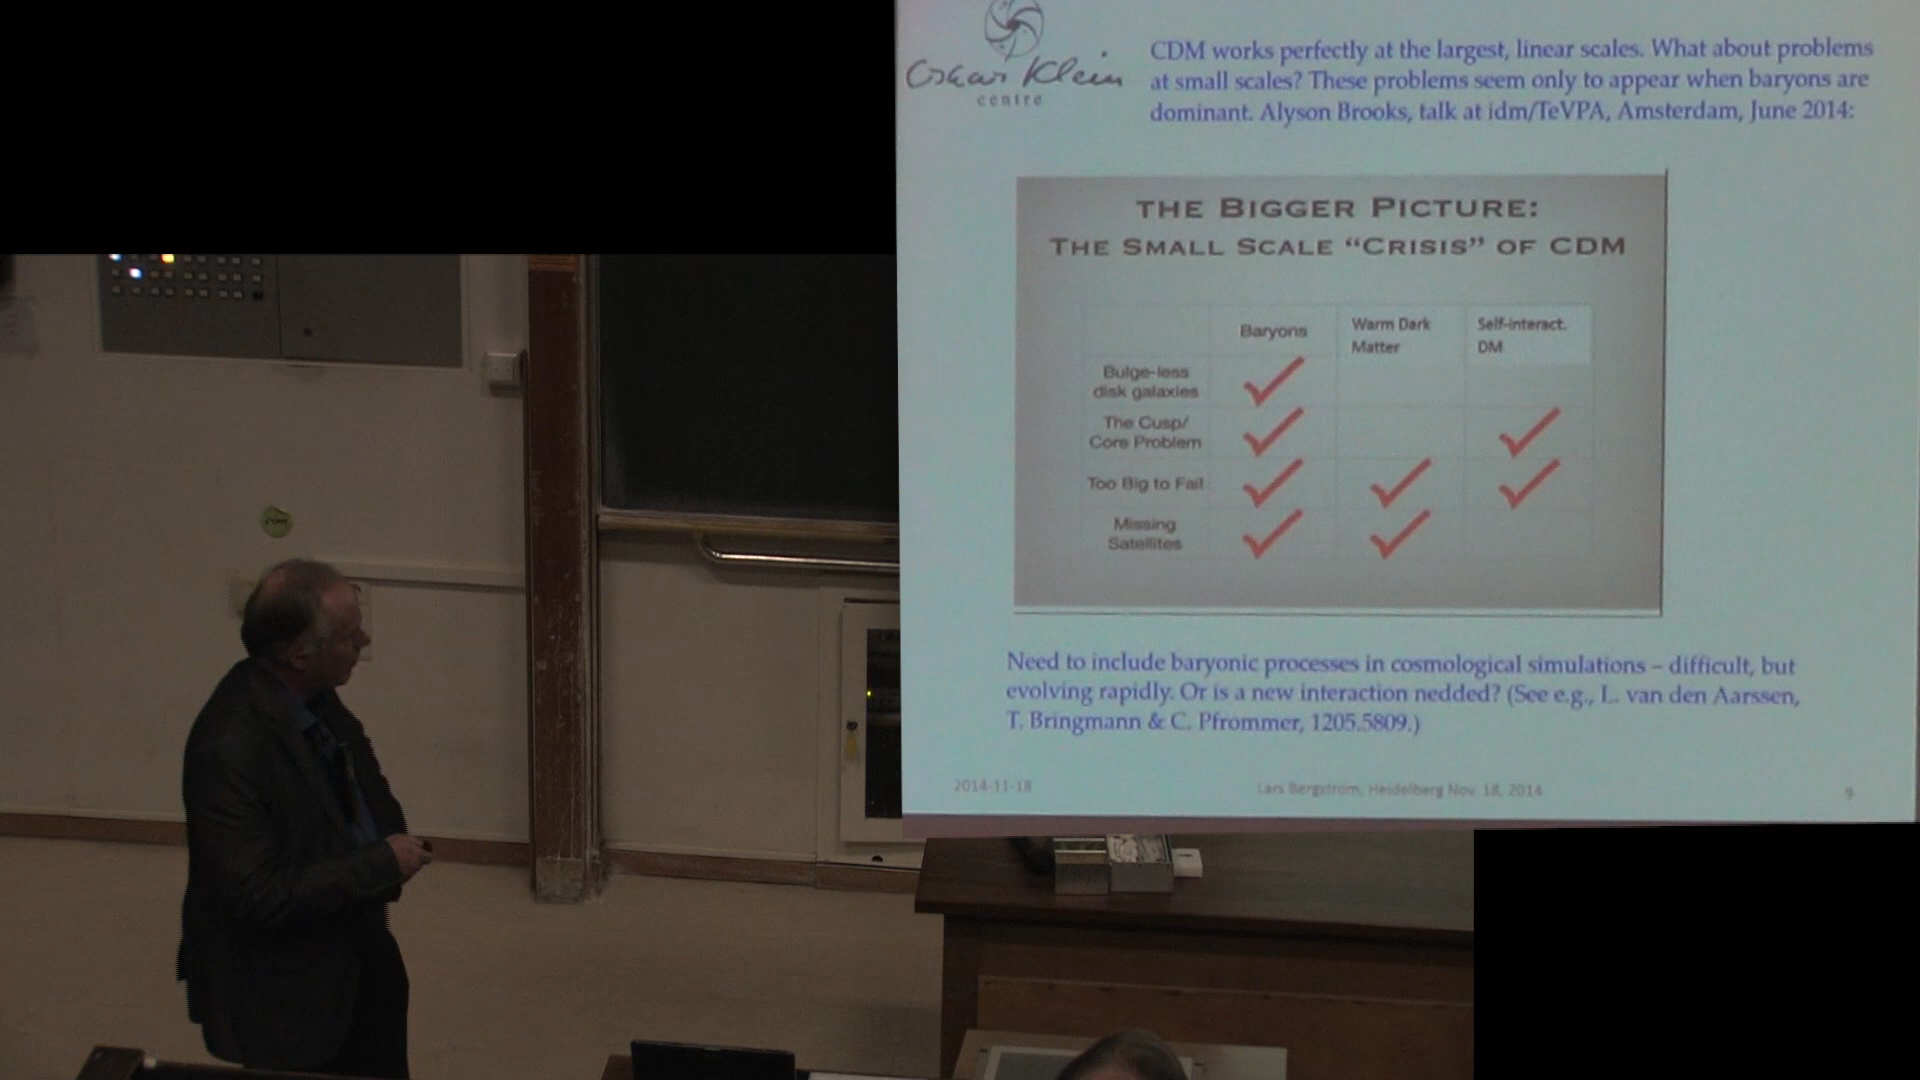 Oskar Klein
centre
CDM works perfectly at the largest, linear scales. What about problems
at small scales? These problems seem only to appear when baryons are
dominant. Alyson Brooks, talk at idm/TeVPA, Amsterdam, June 2014:
THE BIGGER PICTURE:
THE SMALL SCALE “CRISIS” OF CDM
Baryons
Warm Dark
Matter
Self-interact.
DM
Bulge-less
disk galaxies
The Cusp/
Core Problem
Too Big to Fail
Missing
Satellites
Need to include baryonic processes in cosmological simulations – difficult, but
evolving rapidly. Or is a new interaction nedded? (See e.g., L. van den Aarssen,
T. Bringmann & C. Pfrommer, 1205.5809.)
2014-11-18
Lars Bergström, Heidelberg Nov. 18, 2014
9